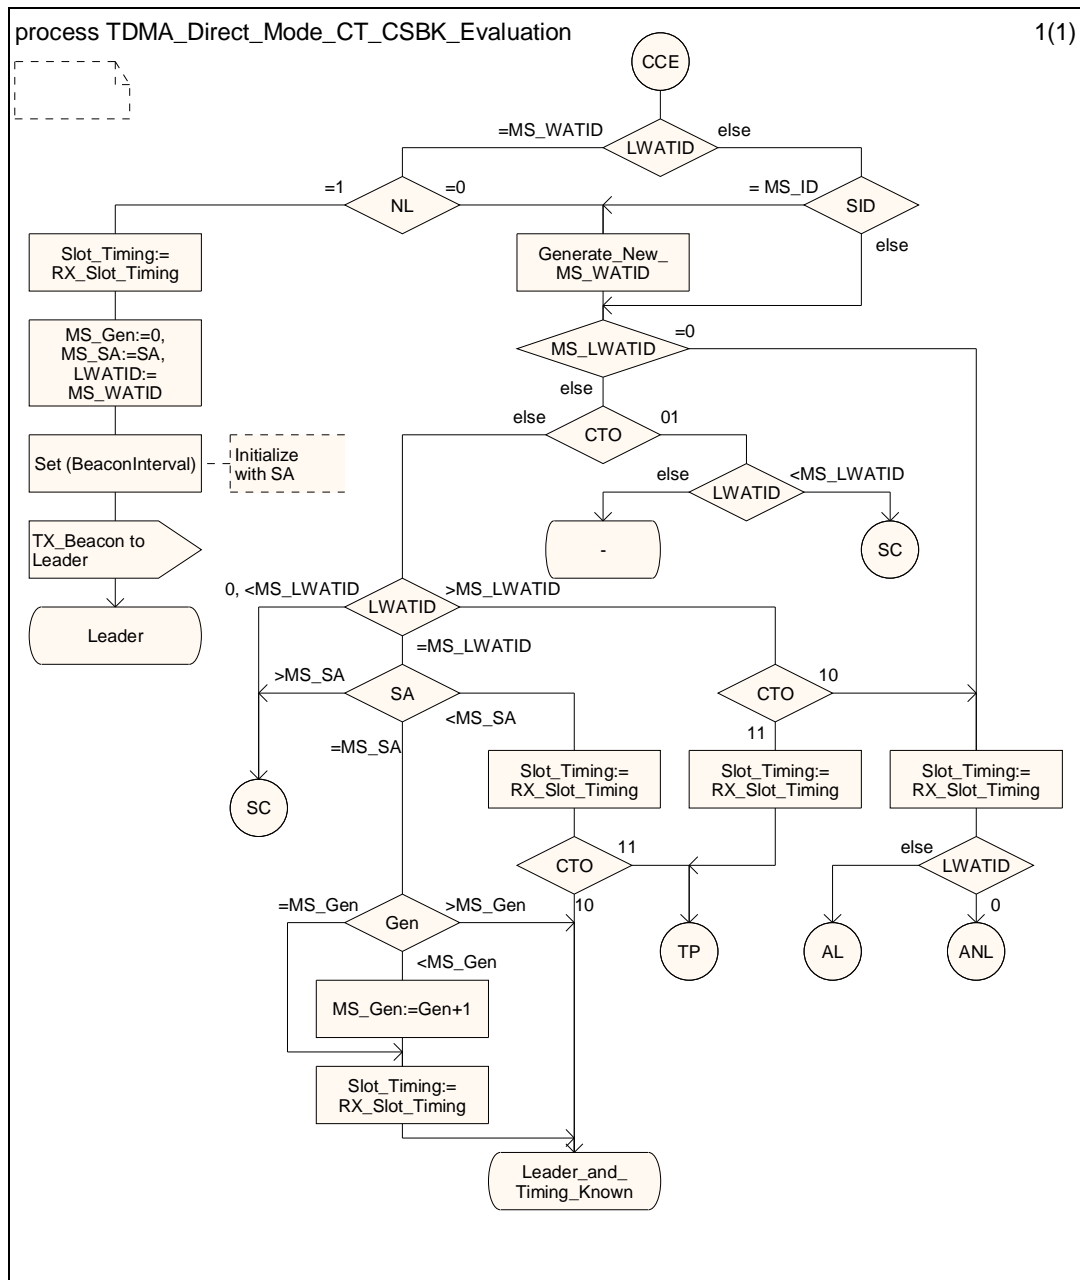 process TDMA_Direct_Mode_CT_CSBK_Evaluation
1(1)
CCE
=MS_WATID
else
LWATID
=1
=0
NL
= MS_ID
SID
else
Slot_Timing:=
RX_Slot_Timing
Generate_New_
MS_WATID
MS_Gen:=0,
MS_SA:=SA,
LWATID:=
MS_WATID
=0
MS_LWATID
else
else
CTO
01
Set (BeaconInterval)
Initialize
with SA
else
LWATID
<MS_LWATID
-
SC
TX_Beacon to
Leader
Leader
0, <MS_LWATID
>MS_LWATID
LWATID
=MS_LWATID
>MS_SA
SA
<MS_SA
=MS_SA
CTO
10
11
Slot_Timing:=
RX_Slot_Timing
Slot_Timing:=
RX_Slot_Timing
Slot_Timing:=
RX_Slot_Timing
SC
CTO
11
10
else
LWATID
0
=MS_Gen
Gen
>MS_Gen
<MS_Gen
TP
AL
ANL
MS_Gen:=Gen+1
Slot_Timing:=
RX_Slot_Timing
Leader_and_
Timing_Known